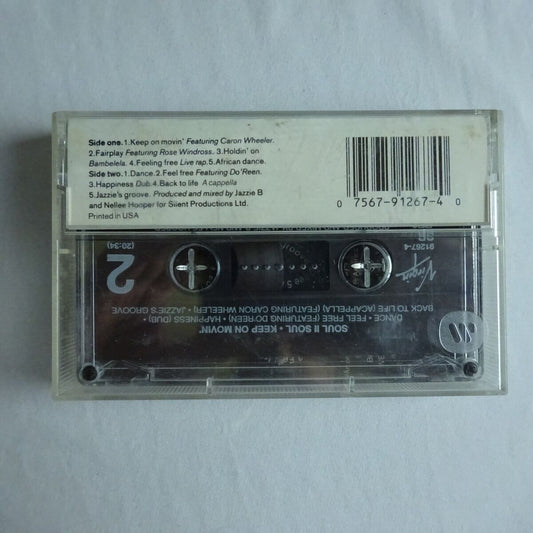 Side one.1.Keep on movin' Featuring Caron Wheeler.
2.Fairplay Featuring Rose Windross. 3.Holdin' on
Bambelela. 4.Feeling free Live rap.5.African dance.
Side two.1.Dance.2.Feel free Featuring Do'Reen.
3.Happiness Dub.4.Back to life A cappella
5.Jazzie's groove. Produced and mixed by Jazzie B
and Nellee Hooper for Silent Productions Ltd.
Printed in USA
0 7567-91267-4 0
SOUL II SOUL • KEEP ON MOVIN'
DANCE • FEEL FREE (FEATURING DO'REEN) • HAPPINESS (DUB) •
BACK TO LIFE (ACAPPELLA) (FEATURING CARON WHEELER) • JAZZIE'S GROOVE
Virgin
91267-4
2
(20:34)